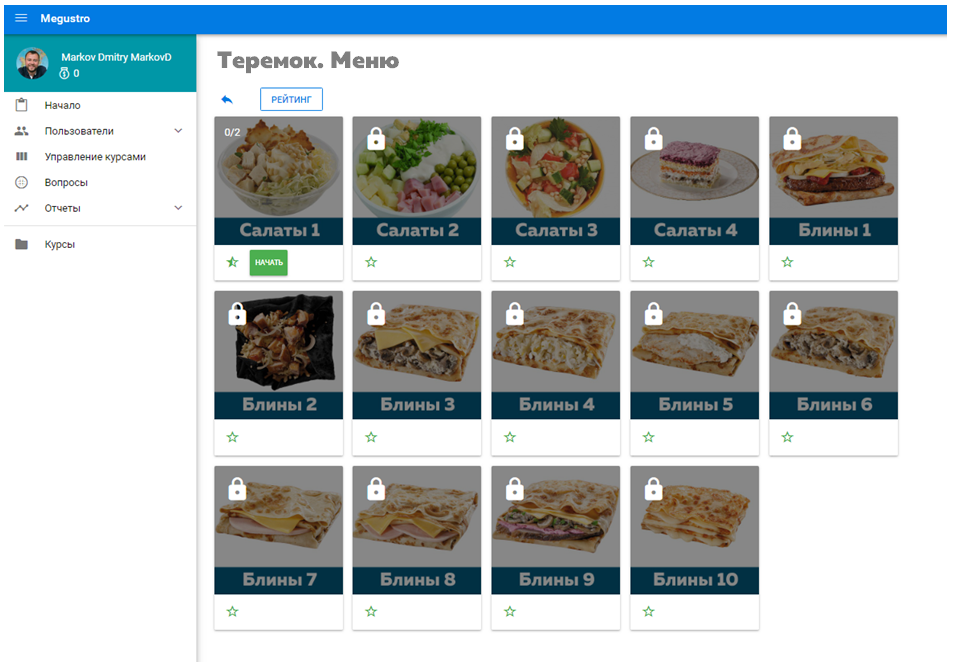 Megustro
Markov Dmitry MarkovD
0
Начало
Пользователи
Управление курсами
Вопросы
Отчеты
Курсы
Теремок. Меню
РЕЙТИНГ
0/2
Салаты 1
Салаты 2
Салаты 3
Салаты 4
Блины 1
НАЧАТЬ
Блины 2
Блины 3
Блины 4
Блины 5
Блины 6
Блины 7
Блины 8
Блины 9
Блины 10